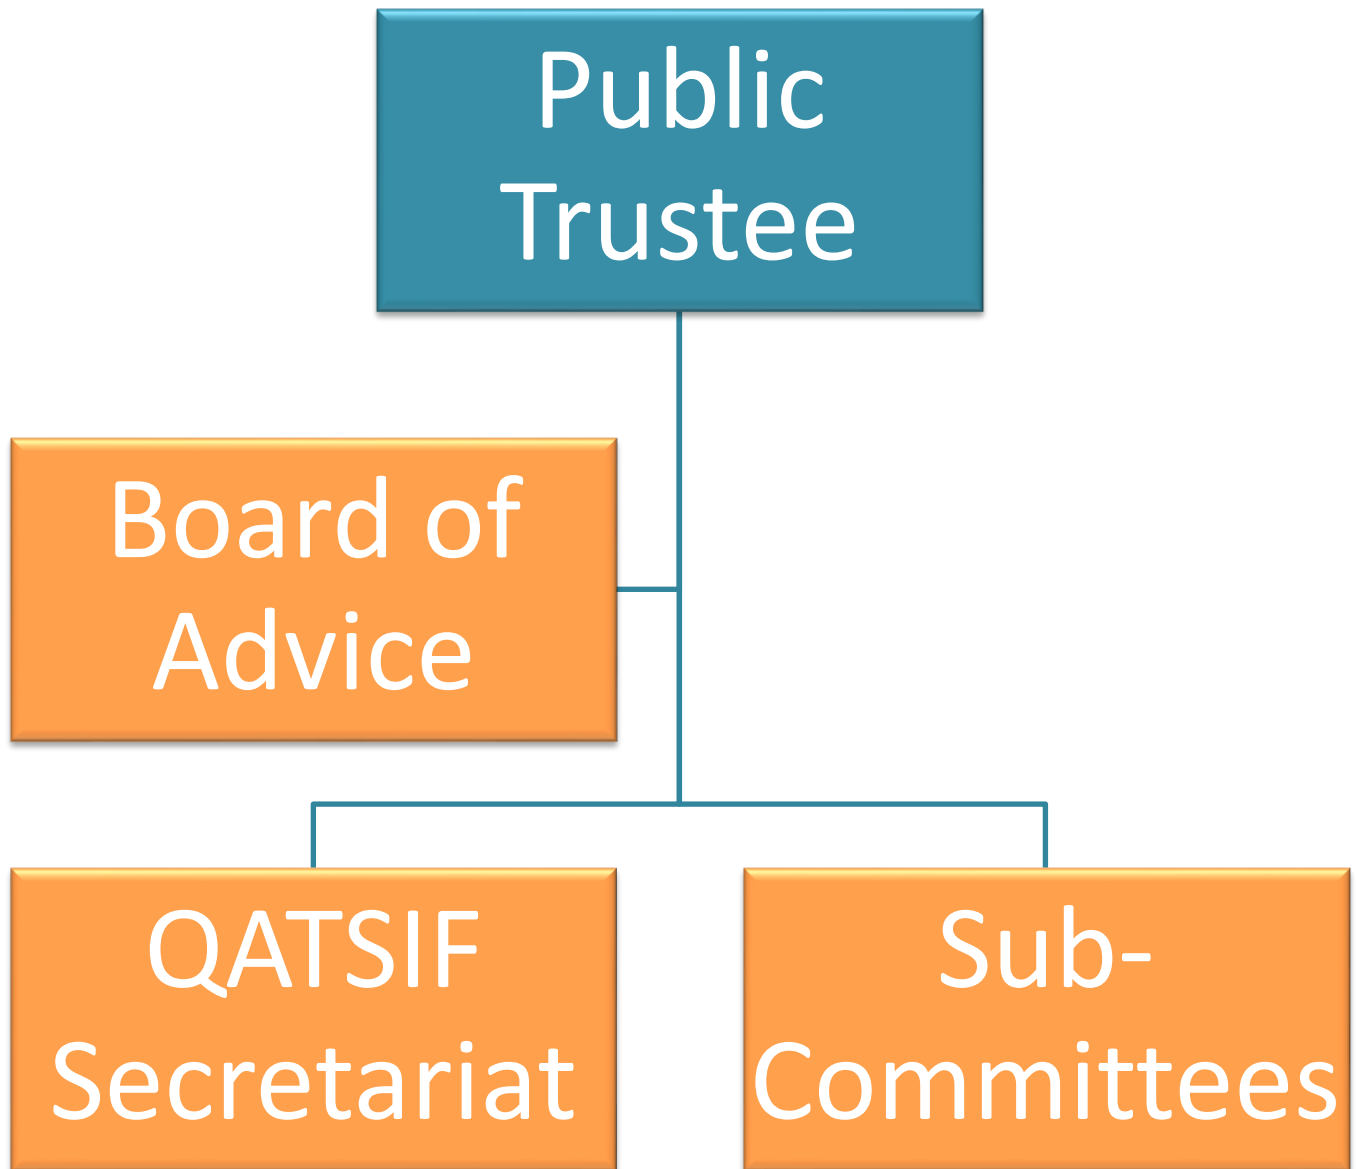 Public
Trustee
Board of
Advice
QATSIF
Secretariat
Sub-
Committees